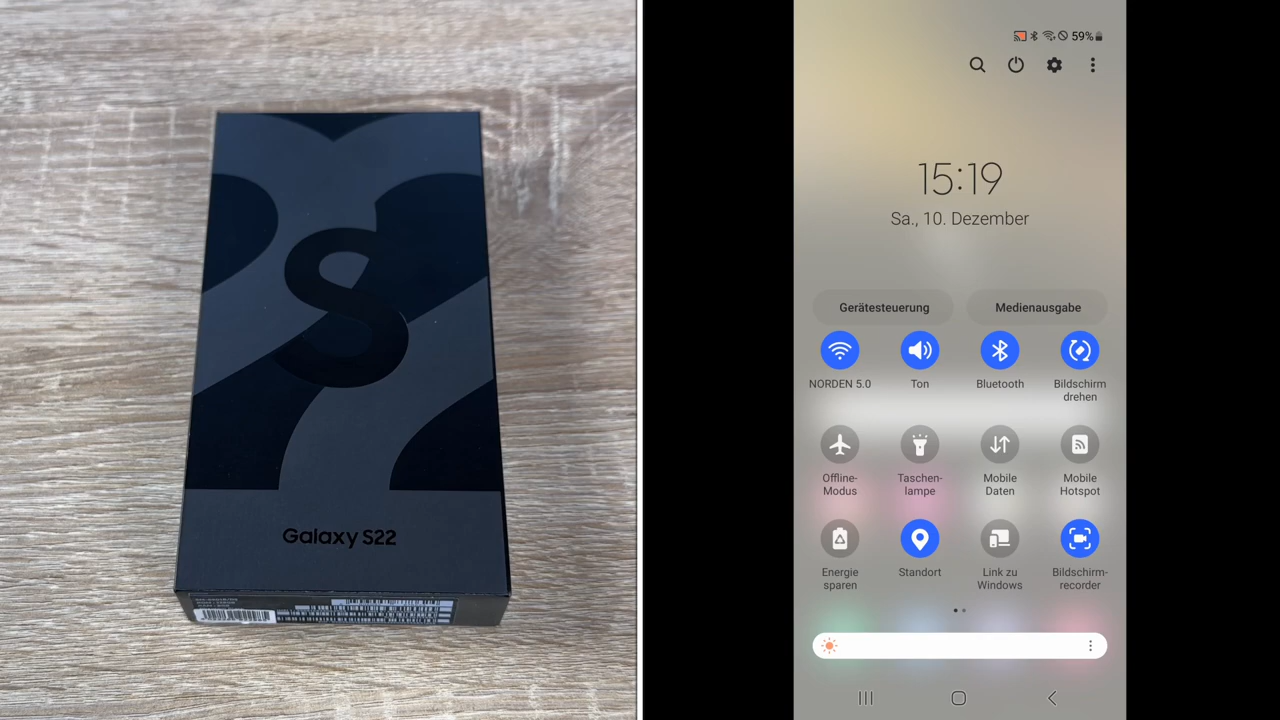 S
Galaxy S22
59%
15:19
Sa., 10. Dezember
Gerätesteuerung
Medienausgabe
NORDEN 5.0
Ton
Bluetooth
Bildschirm
drehen
Offline-
Modus
Taschen-
lampe
Mobile
Daten
Mobile
Hotspot
Energie
sparen
Standort
Link zu
Windows
Bildschirm-
recorder